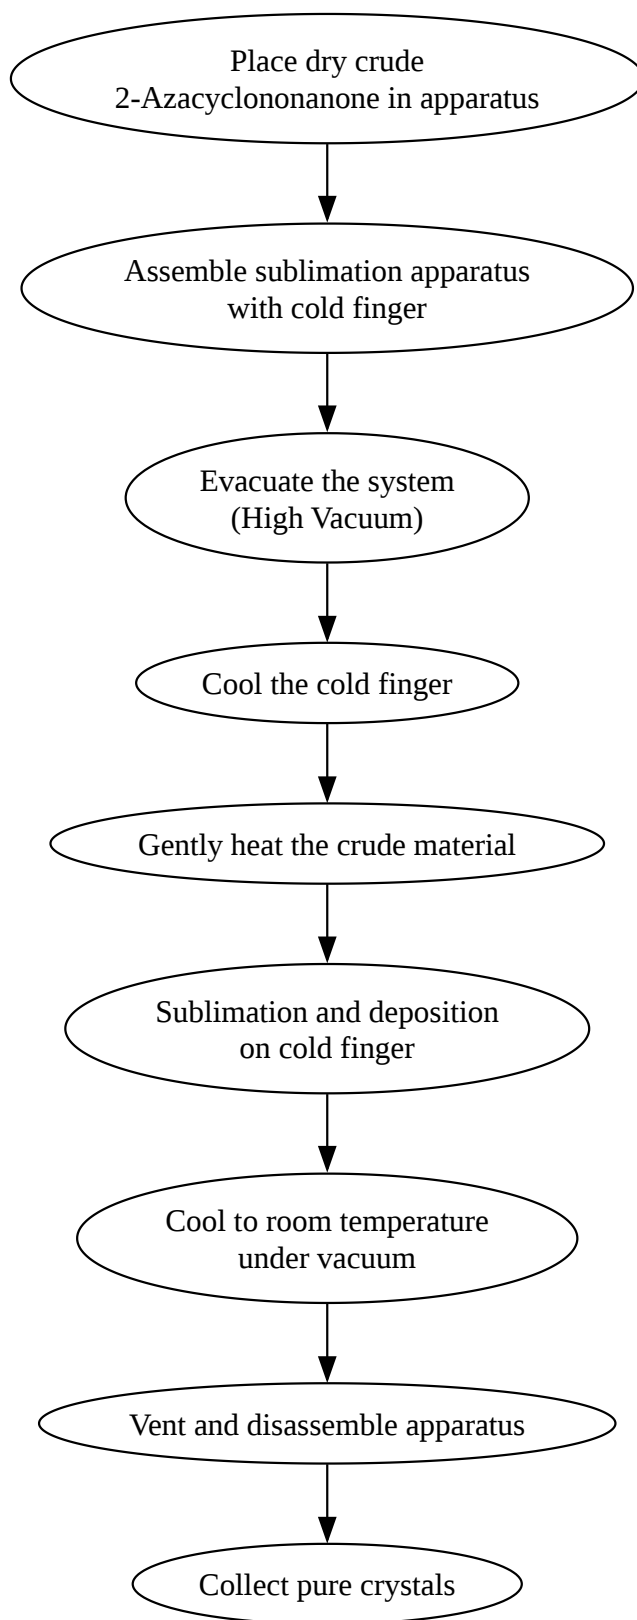 Place dry crude
2-Azacyclononanone in apparatus
Assemble sublimation apparatus
with cold finger
Evacuate the system
(High Vacuum)
Cool the cold finger
Gently heat the crude material
Sublimation and deposition
on cold finger
Cool to room temperature
under vacuum
Vent and disassemble apparatus
Collect pure crystals